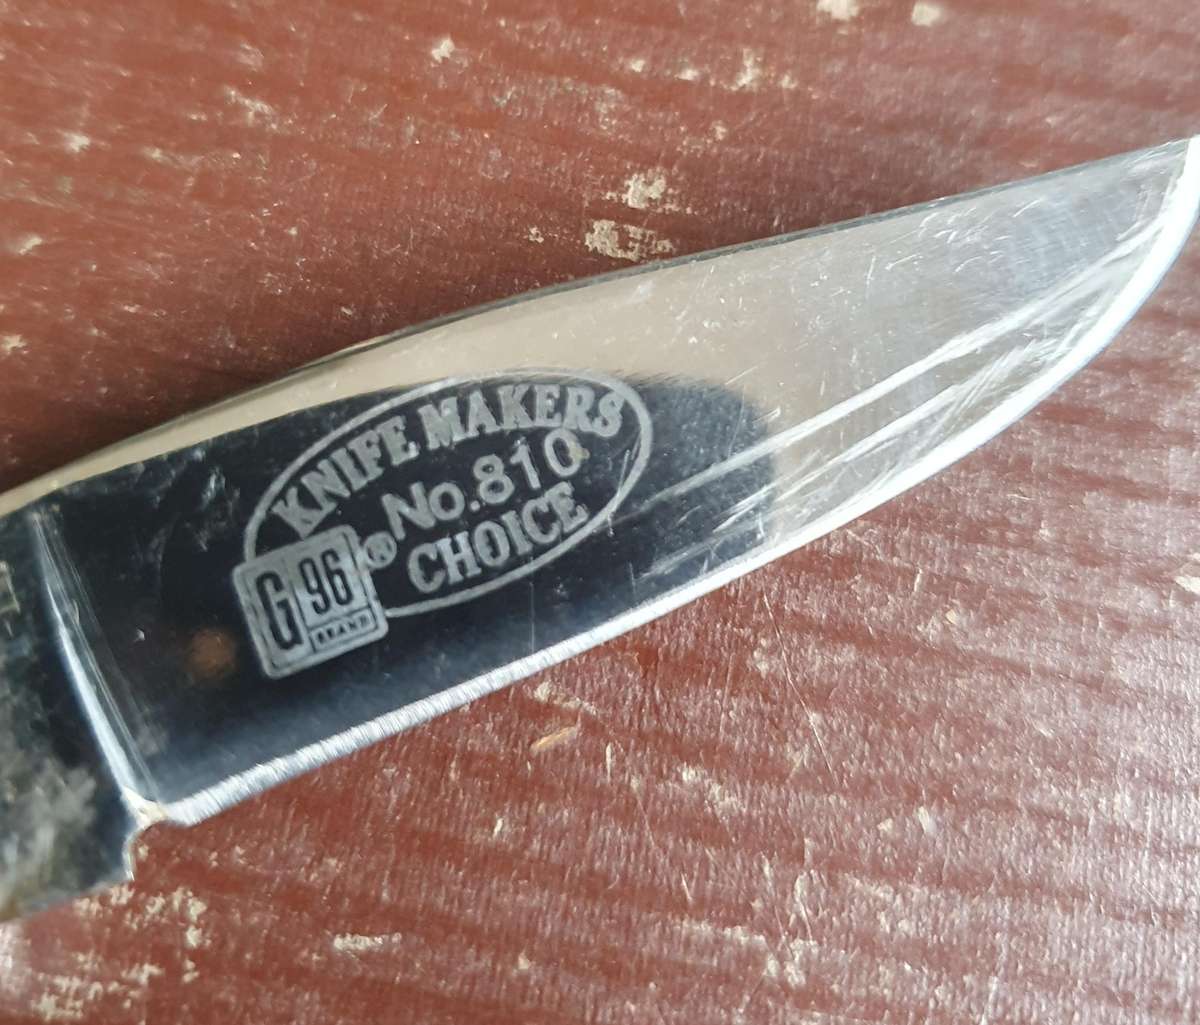 KNIFE MAKERS
No.810
CHOICE
G 96 ®
BRAND